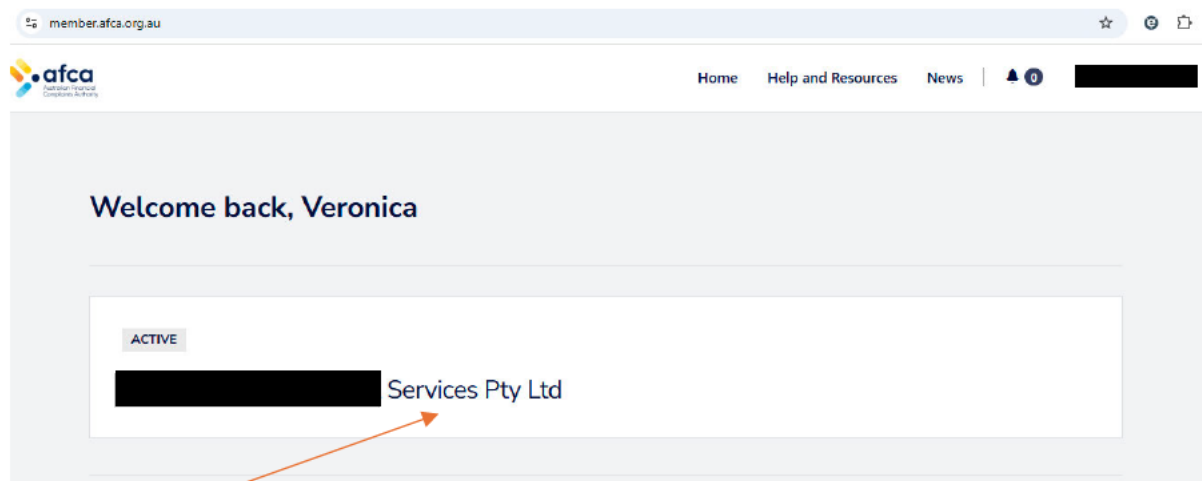 member.afca.org.au
afca
Australian Financial
Complaints Authority
Home Help and Resources News 0
Welcome back, Veronica
ACTIVE
Services Pty Ltd